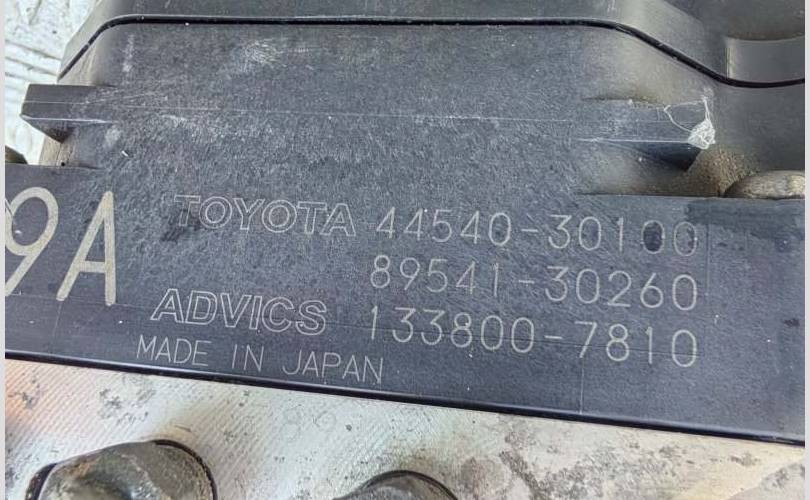 9A
TOYOTA 44540-30100
89541-30260
ADVICS 133800-7810
MADE IN JAPAN